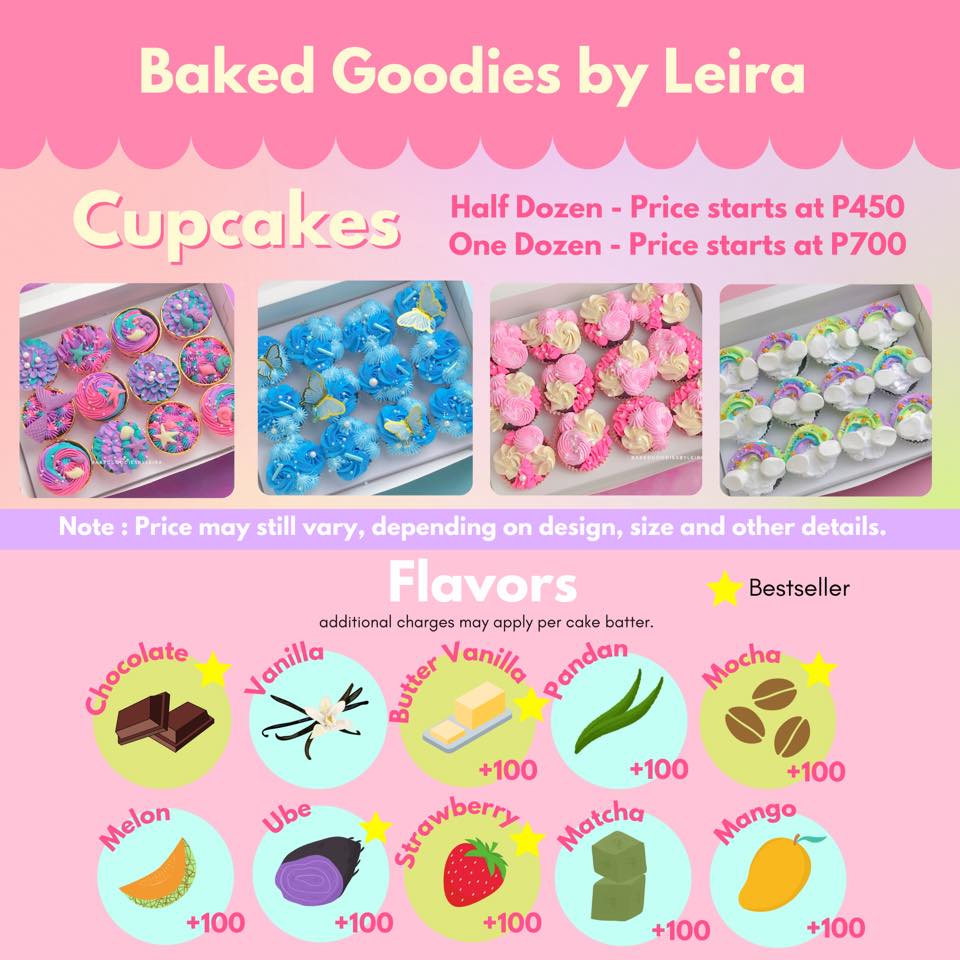 Baked Goodies by Leira
Cupcakes
Half Dozen - Price starts at P450
One Dozen - Price starts at P700
BAKEDGOODIESBYLEIRA
BAKEDGOODIESBYLEIRA
Note : Price may still vary, depending on design, size and other details.
Flavors
Bestseller
additional charges may apply per cake batter.
Chocolate
Vanilla
Butter Vanilla
+100
Pandan
+100
Mocha
+100
Melon
+100
Ube
+100
Strawberry
+100
Matcha
+100
Mango
+100